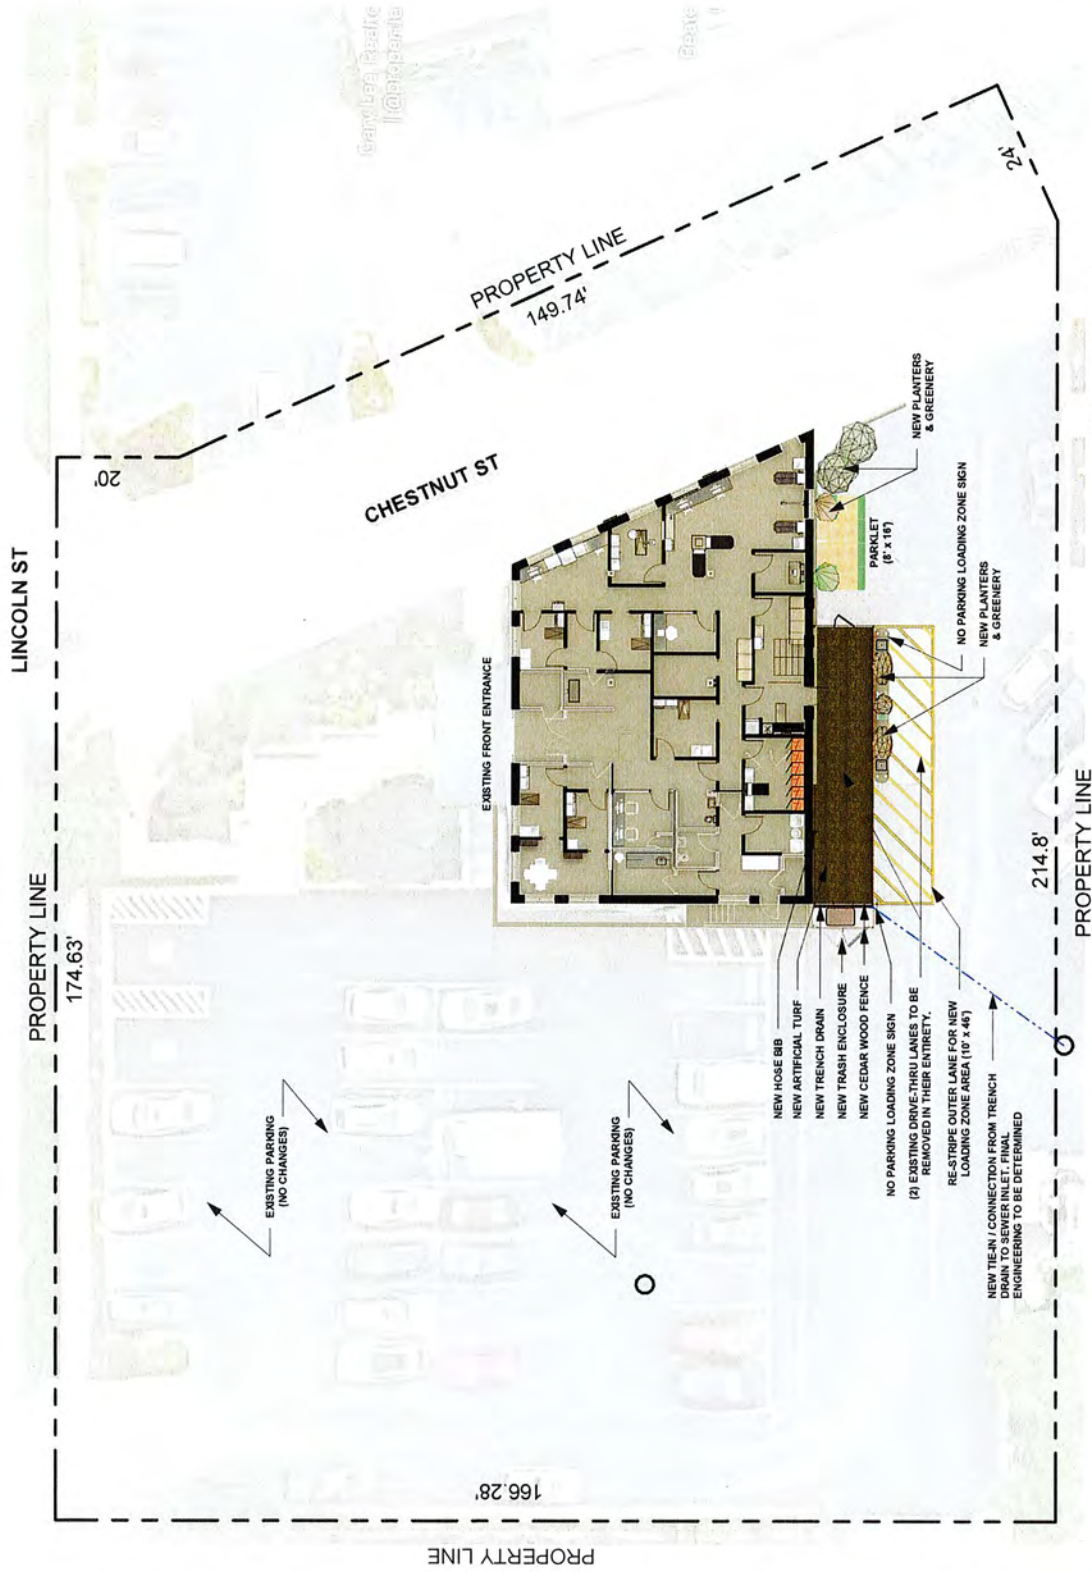 LINCOLN ST
PROPERTY LINE
174.63'
20'
CHESTNUT ST
PROPERTY LINE
149.74'
24'
Gary Lee Realto
EXISTING FRONT ENTRANCE
EXISTING PARKING
(NO CHANGES)
EXISTING PARKING
(NO CHANGES)
166.28'
PROPERTY LINE
NEW PLANTERS
& GREENERY
PARKLET
(8' x 16')
NO PARKING LOADING ZONE SIGN
NEW PLANTERS
& GREENERY
NEW HOSE BIB
NEW ARTIFICIAL TURF
NEW TRENCH DRAIN
NEW TRASH ENCLOSURE
NEW CEDAR WOOD FENCE
NO PARKING LOADING ZONE SIGN
(2) EXISTING DRIVE-THRU LANES TO BE
REMOVED IN THEIR ENTIRETY.
RE-STRIPE OUTER LANE FOR NEW
LOADING ZONE AREA (10' x 46')
NEW TIE-IN / CONNECTION FROM TRENCH
DRAIN TO SEWER INLET. FINAL
ENGINEERING TO BE DETERMINED
214.8'
PROPERTY LINE